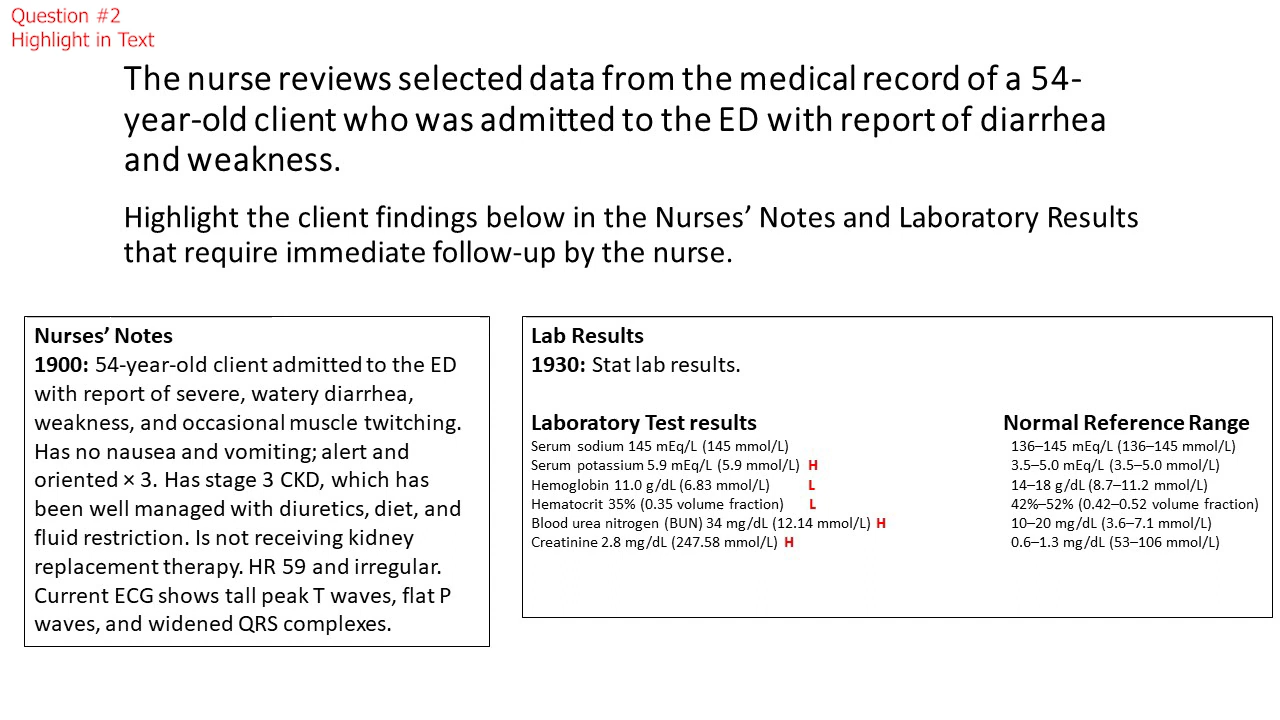 Question #2
Highlight in Text
The nurse reviews selected data from the medical record of a 54-
year-old client who was admitted to the ED with report of diarrhea
and weakness.
Highlight the client findings below in the Nurses’ Notes and Laboratory Results
that require immediate follow-up by the nurse.
Nurses’ Notes
1900: 54-year-old client admitted to the ED
with report of severe, watery diarrhea,
weakness, and occasional muscle twitching.
Has no nausea and vomiting; alert and
oriented × 3. Has stage 3 CKD, which has
been well managed with diuretics, diet, and
fluid restriction. Is not receiving kidney
replacement therapy. HR 59 and irregular.
Current ECG shows tall peak T waves, flat P
waves, and widened QRS complexes.
Lab Results
1930: Stat lab results.
Laboratory Test results Normal Reference Range
Serum sodium 145 mEq/L (145 mmol/L) 136–145 mEq/L (136–145 mmol/L)
Serum potassium 5.9 mEq/L (5.9 mmol/L) H 3.5–5.0 mEq/L (3.5–5.0 mmol/L)
Hemoglobin 11.0 g/dL (6.83 mmol/L) L 14–18 g/dL (8.7–11.2 mmol/L)
Hematocrit 35% (0.35 volume fraction) L 42%–52% (0.42–0.52 volume fraction)
Blood urea nitrogen (BUN) 34 mg/dL (12.14 mmol/L) H 10–20 mg/dL (3.6–7.1 mmol/L)
Creatinine 2.8 mg/dL (247.58 mmol/L) H 0.6–1.3 mg/dL (53–106 mmol/L)